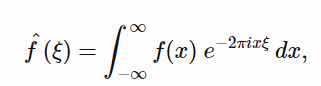 f̂ (ξ) = ∫_{-∞}^{∞} f(x) e^{-2πixξ} dx,